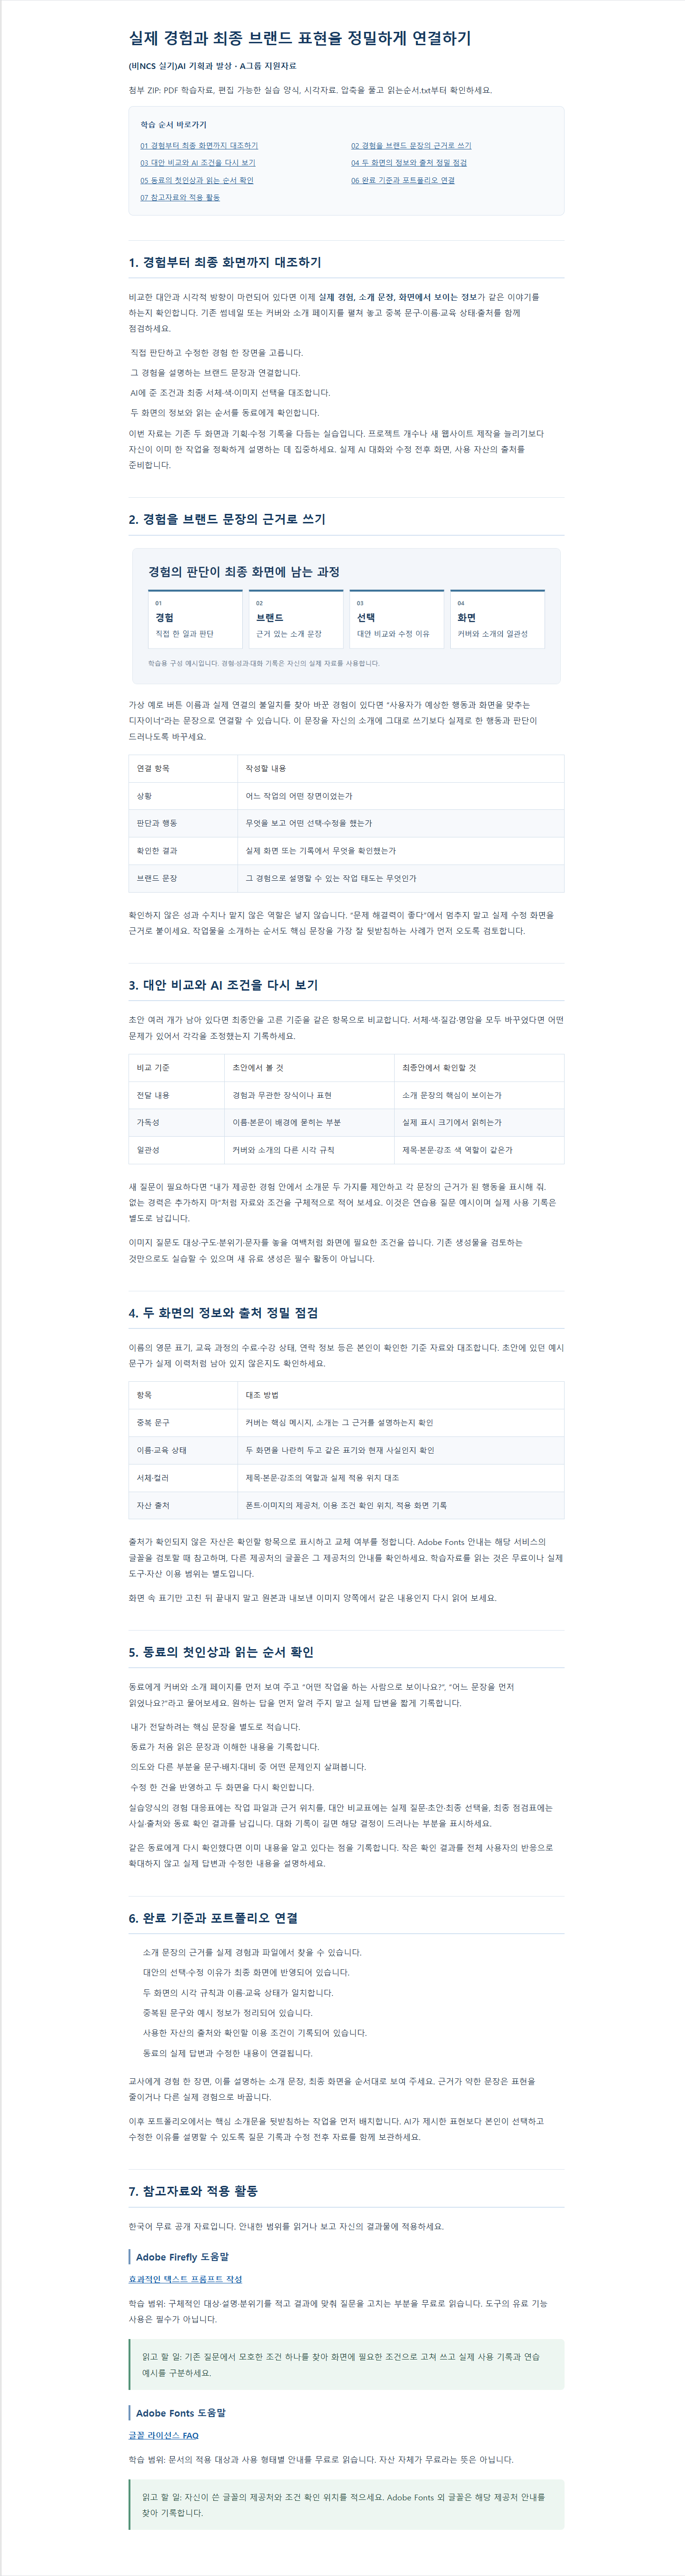 실제 경험과 최종 브랜드 표현을 정밀하게 연결하기
(비NCS 실기)AI 기획과 발상 · A그룹 지원자료
첨부 ZIP: PDF 학습자료, 편집 가능한 실습 양식, 시각자료. 압축을 풀고 읽는순서.txt부터 확인하세요.
학습 순서 바로가기
01 경험부터 최종 화면까지 대조하기
02 경험을 브랜드 문장의 근거로 쓰기
03 대안 비교와 AI 조건을 다시 보기
04 두 화면의 정보와 출처 정밀 점검
05 동료의 첫인상과 읽는 순서 확인
06 완료 기준과 포트폴리오 연결
07 참고자료와 적용 활동
1. 경험부터 최종 화면까지 대조하기
비교한 대안과 시각적 방향이 마련되어 있다면 이제 실제 경험, 소개 문장, 화면에서 보이는 정보가 같은 이야기를
하는지 확인합니다. 기존 썸네일 또는 커버와 소개 페이지를 펼쳐 놓고 중복 문구·이름·교육 상태·출처를 함께
점검하세요.
직접 판단하고 수정한 경험 한 장면을 고릅니다.
그 경험을 설명하는 브랜드 문장과 연결합니다.
AI에 준 조건과 최종 서체·색·이미지 선택을 대조합니다.
두 화면의 정보와 읽는 순서를 동료에게 확인합니다.
이번 자료는 기존 두 화면과 기획·수정 기록을 다듬는 실습입니다. 프로젝트 개수나 새 웹사이트 제작을 늘리기보다
자신이 이미 한 작업을 정확하게 설명하는 데 집중하세요. 실제 AI 대화와 수정 전후 화면, 사용 자산의 출처를
준비합니다.
2. 경험을 브랜드 문장의 근거로 쓰기
경험의 판단이 최종 화면에 남는 과정
01
경험
직접 한 일과 판단
02
브랜드
근거 있는 소개 문장
03
선택
대안 비교와 수정 이유
04
화면
커버와 소개의 일관성
학습용 구성 예시입니다. 경험·성과·대화 기록은 자신의 실제 자료를 사용합니다.
가상 예로 버튼 이름과 실제 연결의 불일치를 찾아 바꾼 경험이 있다면 “사용자가 예상한 행동과 화면을 맞추는
디자이너”라는 문장으로 연결할 수 있습니다. 이 문장을 자신의 소개에 그대로 쓰기보다 실제로 한 행동과 판단이
드러나도록 바꾸세요.
연결 항목 작성할 내용
상황 어느 작업의 어떤 장면이었는가
판단과 행동 무엇을 보고 어떤 선택·수정을 했는가
확인한 결과 실제 화면 또는 기록에서 무엇을 확인했는가
브랜드 문장 그 경험으로 설명할 수 있는 작업 태도는 무엇인가
확인하지 않은 성과 수치나 맡지 않은 역할은 넣지 않습니다. “문제 해결력이 좋다”에서 멈추지 말고 실제 수정 화면을
근거로 붙이세요. 작업물을 소개하는 순서도 핵심 문장을 가장 잘 뒷받침하는 사례가 먼저 오도록 검토합니다.
3. 대안 비교와 AI 조건을 다시 보기
초안 여러 개가 남아 있다면 최종안을 고른 기준을 같은 항목으로 비교합니다. 서체·색·질감·명암을 모두 바꾸었다면 어떤
문제가 있어서 각각을 조정했는지 기록하세요.
비교 기준 초안에서 볼 것 최종안에서 확인할 것
전달 내용 경험과 무관한 장식이나 표현 소개 문장의 핵심이 보이는가
가독성 이름·본문이 배경에 묻히는 부분 실제 표시 크기에서 읽히는가
일관성 커버와 소개의 다른 시각 규칙 제목·본문·강조 색 역할이 같은가
새 질문이 필요하다면 “내가 제공한 경험 안에서 소개문 두 가지를 제안하고 각 문장의 근거가 된 행동을 표시해 줘.
없는 경력은 추가하지 마”처럼 자료와 조건을 구체적으로 적어 보세요. 이것은 연습용 질문 예시이며 실제 사용 기록은
별도로 남깁니다.
이미지 질문도 대상·구도·분위기·문자를 놓을 여백처럼 화면에 필요한 조건을 씁니다. 기존 생성물을 검토하는
것만으로도 실습할 수 있으며 새 유료 생성은 필수 활동이 아닙니다.
4. 두 화면의 정보와 출처 정밀 점검
이름의 영문 표기, 교육 과정의 수료·수강 상태, 연락 정보 등은 본인이 확인한 기준 자료와 대조합니다. 초안에 있던 예시
문구가 실제 이력처럼 남아 있지 않은지도 확인하세요.
항목 대조 방법
중복 문구 커버는 핵심 메시지, 소개는 그 근거를 설명하는지 확인
이름·교육 상태 두 화면을 나란히 두고 같은 표기와 현재 사실인지 확인
서체·컬러 제목·본문·강조의 역할과 실제 적용 위치 대조
자산 출처 폰트·이미지의 제공처, 이용 조건 확인 위치, 적용 화면 기록
출처가 확인되지 않은 자산은 확인할 항목으로 표시하고 교체 여부를 정합니다. Adobe Fonts 안내는 해당 서비스의
글꼴을 검토할 때 참고하며, 다른 제공처의 글꼴은 그 제공처의 안내를 확인하세요. 학습자료를 읽는 것은 무료이나 실제
도구·자산 이용 범위는 별도입니다.
화면 속 표기만 고친 뒤 끝내지 말고 원본과 내보낸 이미지 양쪽에서 같은 내용인지 다시 읽어 보세요.
5. 동료의 첫인상과 읽는 순서 확인
동료에게 커버와 소개 페이지를 먼저 보여 주고 “어떤 작업을 하는 사람으로 보이나요?”, “어느 문장을 먼저
읽었나요?”라고 물어보세요. 원하는 답을 먼저 알려 주지 말고 실제 답변을 짧게 기록합니다.
내가 전달하려는 핵심 문장을 별도로 적습니다.
동료가 처음 읽은 문장과 이해한 내용을 기록합니다.
의도와 다른 부분을 문구·배치·대비 중 어떤 문제인지 살펴봅니다.
수정 한 건을 반영하고 두 화면을 다시 확인합니다.
실습양식의 경험 대응표에는 작업 파일과 근거 위치를, 대안 비교표에는 실제 질문·초안·최종 선택을, 최종 점검표에는
사실·출처와 동료 확인 결과를 남깁니다. 대화 기록이 길면 해당 결정이 드러나는 부분을 표시하세요.
같은 동료에게 다시 확인했다면 이미 내용을 알고 있다는 점을 기록합니다. 작은 확인 결과를 전체 사용자의 반응으로
확대하지 않고 실제 답변과 수정한 내용을 설명하세요.
6. 완료 기준과 포트폴리오 연결
소개 문장의 근거를 실제 경험과 파일에서 찾을 수 있습니다.
대안의 선택·수정 이유가 최종 화면에 반영되어 있습니다.
두 화면의 시각 규칙과 이름·교육 상태가 일치합니다.
중복된 문구와 예시 정보가 정리되어 있습니다.
사용한 자산의 출처와 확인할 이용 조건이 기록되어 있습니다.
동료의 실제 답변과 수정한 내용이 연결됩니다.
교사에게 경험 한 장면, 이를 설명하는 소개 문장, 최종 화면을 순서대로 보여 주세요. 근거가 약한 문장은 표현을
줄이거나 다른 실제 경험으로 바꿉니다.
이후 포트폴리오에서는 핵심 소개문을 뒷받침하는 작업을 먼저 배치합니다. AI가 제시한 표현보다 본인이 선택하고
수정한 이유를 설명할 수 있도록 질문 기록과 수정 전후 자료를 함께 보관하세요.
7. 참고자료와 적용 활동
한국어 무료 공개 자료입니다. 안내한 범위를 읽거나 보고 자신의 결과물에 적용하세요.
Adobe Firefly 도움말
효과적인 텍스트 프롬프트 작성
학습 범위: 구체적인 대상·설명·분위기를 적고 결과에 맞춰 질문을 고치는 부분을 무료로 읽습니다. 도구의 유료 기능
사용은 필수가 아닙니다.
읽고 할 일: 기존 질문에서 모호한 조건 하나를 찾아 화면에 필요한 조건으로 고쳐 쓰고 실제 사용 기록과 연습
예시를 구분하세요.
Adobe Fonts 도움말
글꼴 라이선스 FAQ
학습 범위: 문서의 적용 대상과 사용 형태별 안내를 무료로 읽습니다. 자산 자체가 무료라는 뜻은 아닙니다.
읽고 할 일: 자신이 쓴 글꼴의 제공처와 조건 확인 위치를 적으세요. Adobe Fonts 외 글꼴은 해당 제공처 안내를
찾아 기록합니다.